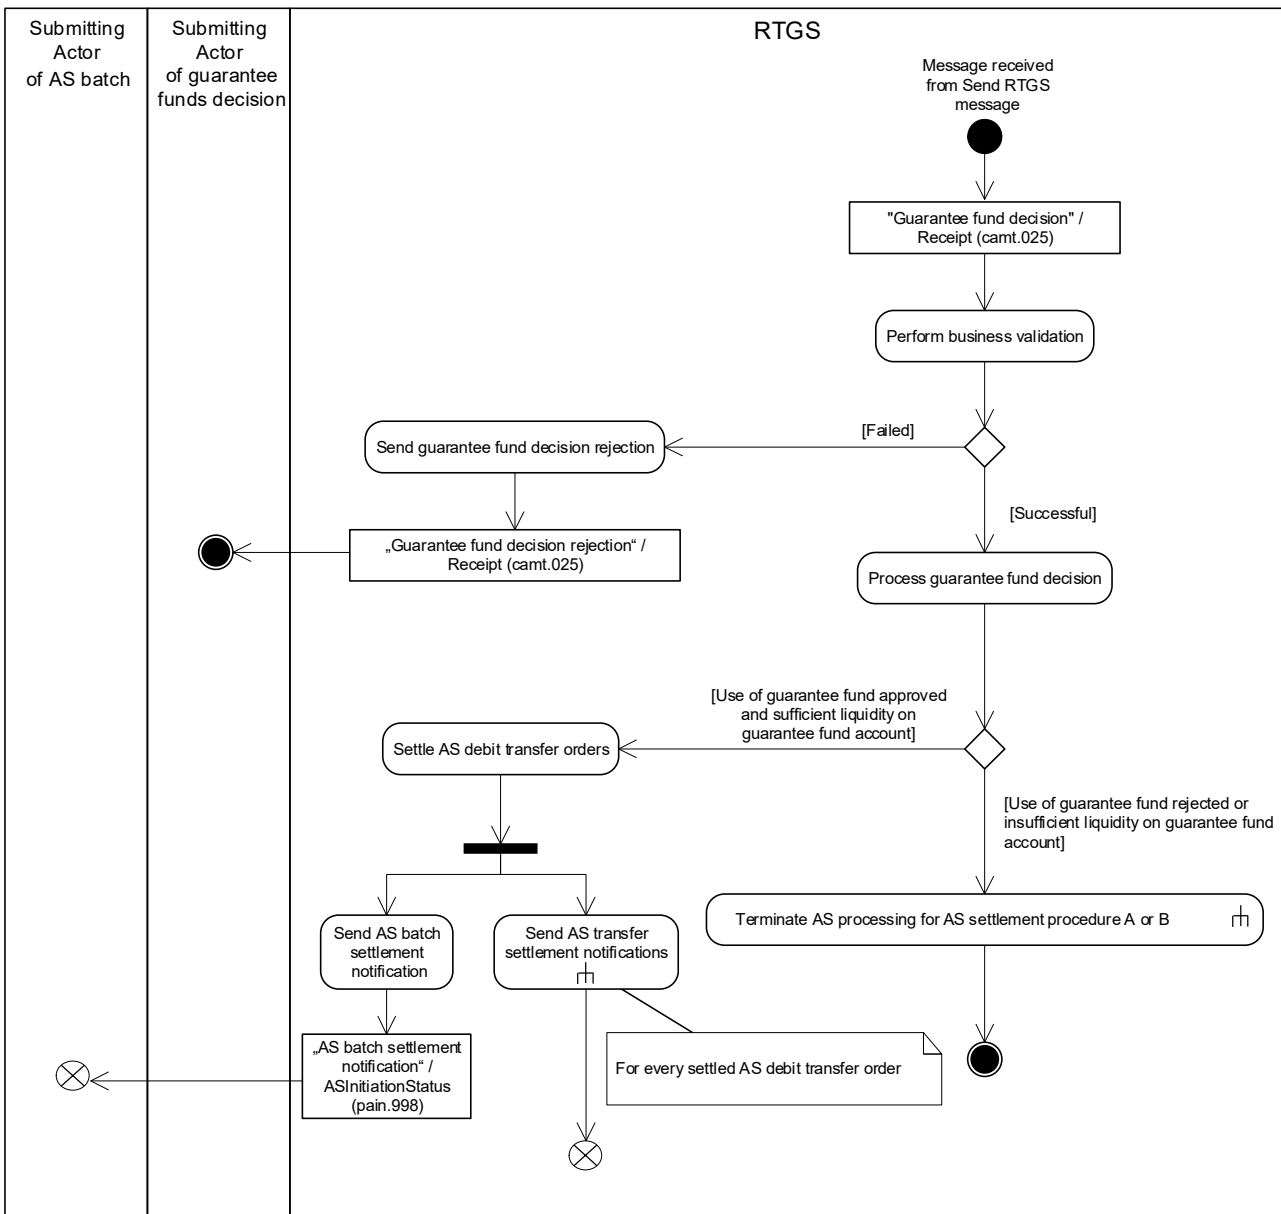 Submitting
Actor
of AS batch
Submitting
Actor
of guarantee
funds decision
RTGS
Message received
from Send RTGS
message
"Guarantee fund decision" /
Receipt (camt.025)
Perform business validation
[Failed]
Send guarantee fund decision rejection
[Successful]
„Guarantee fund decision rejection“ /
Receipt (camt.025)
Process guarantee fund decision
[Use of guarantee fund approved
and sufficient liquidity on
guarantee fund account]
Settle AS debit transfer orders
[Use of guarantee fund rejected or
insufficient liquidity on guarantee fund
account]
Terminate AS processing for AS settlement procedure A or B
Send AS batch
settlement
notification
Send AS transfer
settlement notifications
„AS batch settlement
notification“ /
ASInitiationStatus
(pain.998)
For every settled AS debit transfer order